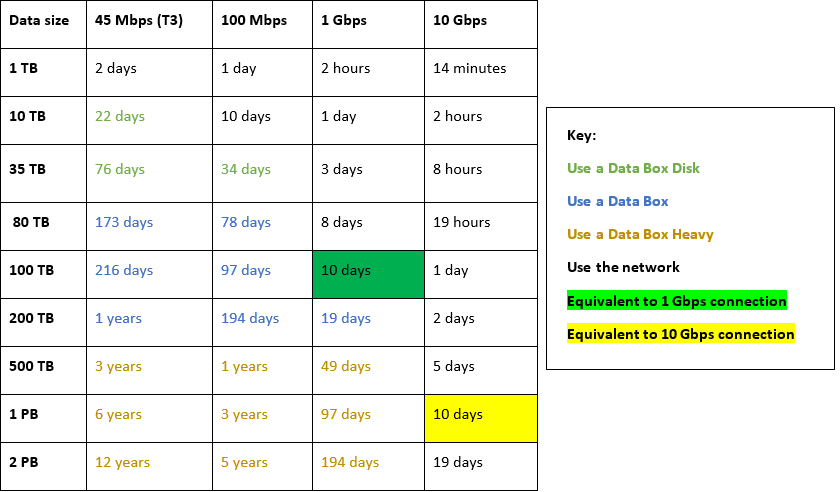 Data size 45 Mbps (T3) 100 Mbps 1 Gbps 10 Gbps
1 TB 2 days 1 day 2 hours 14 minutes
10 TB 22 days 10 days 1 day 2 hours
35 TB 76 days 34 days 3 days 8 hours
80 TB 173 days 78 days 8 days 19 hours
100 TB 216 days 97 days 10 days 1 day
200 TB 1 years 194 days 19 days 2 days
500 TB 3 years 1 years 49 days 5 days
1 PB 6 years 3 years 97 days 10 days
2 PB 12 years 5 years 194 days 19 days
Key:
Use a Data Box Disk
Use a Data Box
Use a Data Box Heavy
Use the network
Equivalent to 1 Gbps connection
Equivalent to 10 Gbps connection